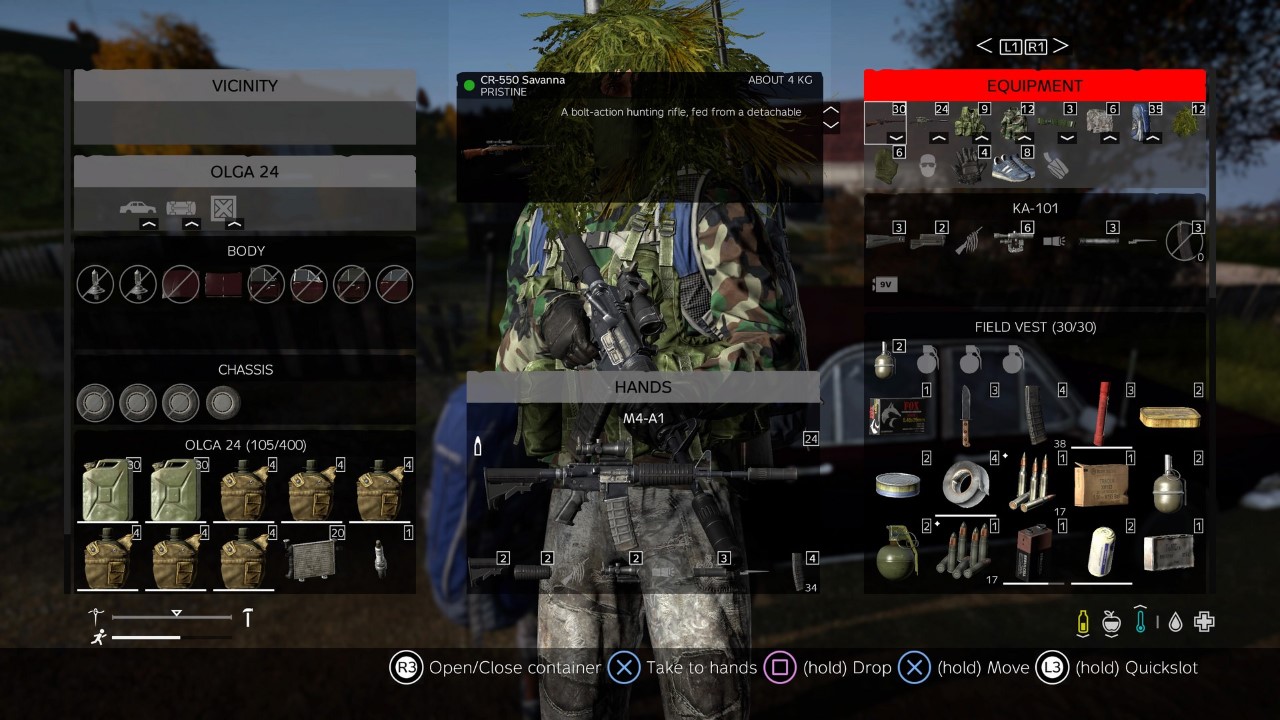 L1 R1
VICINITY
CR-550 Savanna
ABOUT 4 KG
PRISTINE
EQUIPMENT
A bolt-action hunting rifle, fed from a detachable
30 24 9 12 3 6 35 12
6 4 8
OLGA 24
KA-101
3 2 6 3 3
0
9V
BODY
FIELD VEST (30/30)
2
CHASSIS
HANDS
M4-A1
24
1 3 4 3 2
38
OLGA 24 (105/400)
30 30 4 4 4
2 4 1 1 2
17
4 4 4 20 1
2 2 2 3 4
34
2 1 1 2 1
17
R3 Open/Close container
Take to hands
(hold) Drop
(hold) Move
L3 (hold) Quickslot